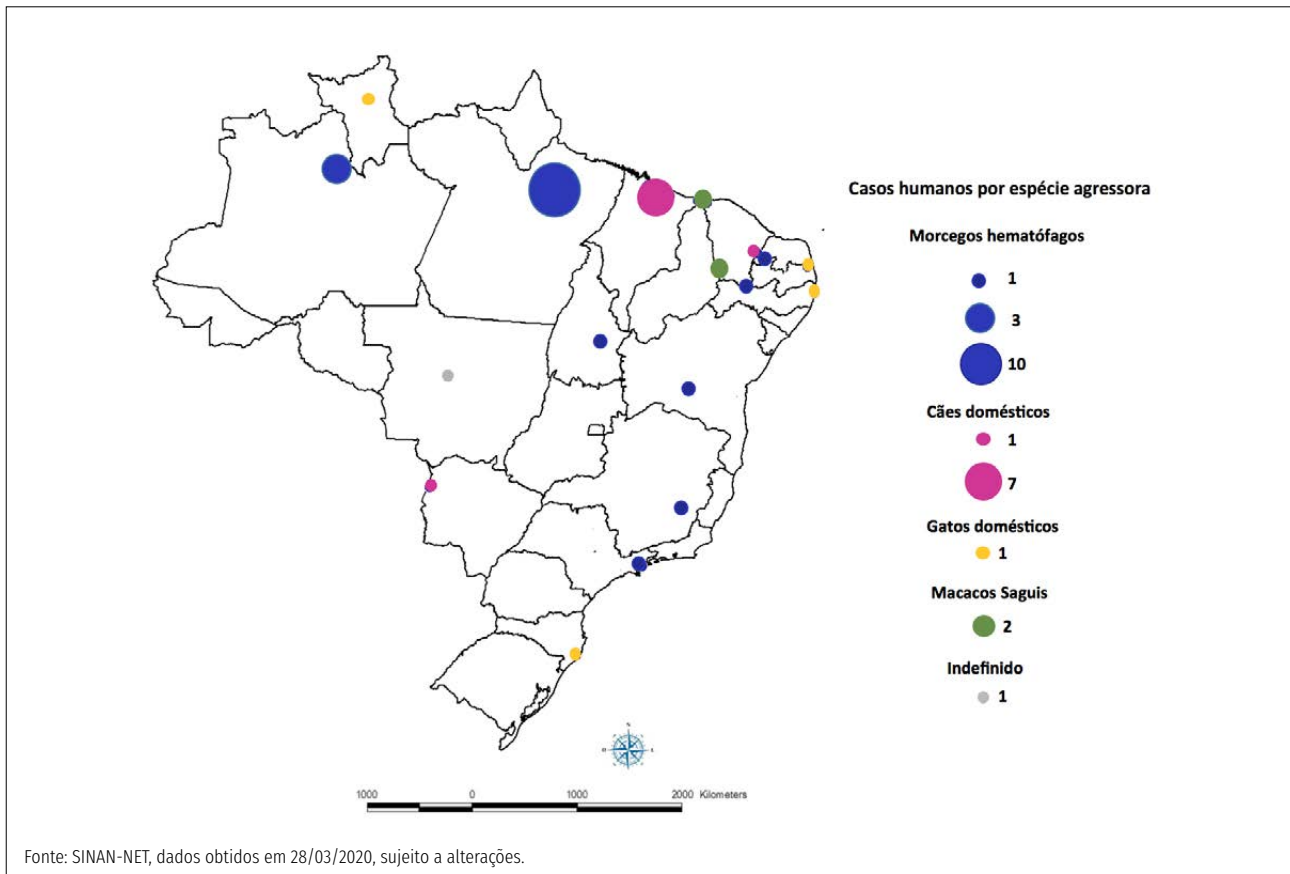 Casos humanos por espécie agressora
Morcegos hematófagos
1
3
10
Cães domésticos
1
7
Gatos domésticos
1
Macacos Saguis
2
Indefinido
1
N
O
L
1000
0
1000
2000 Kilometers
Fonte: SINAN-NET, dados obtidos em 28/03/2020, sujeito a alterações.